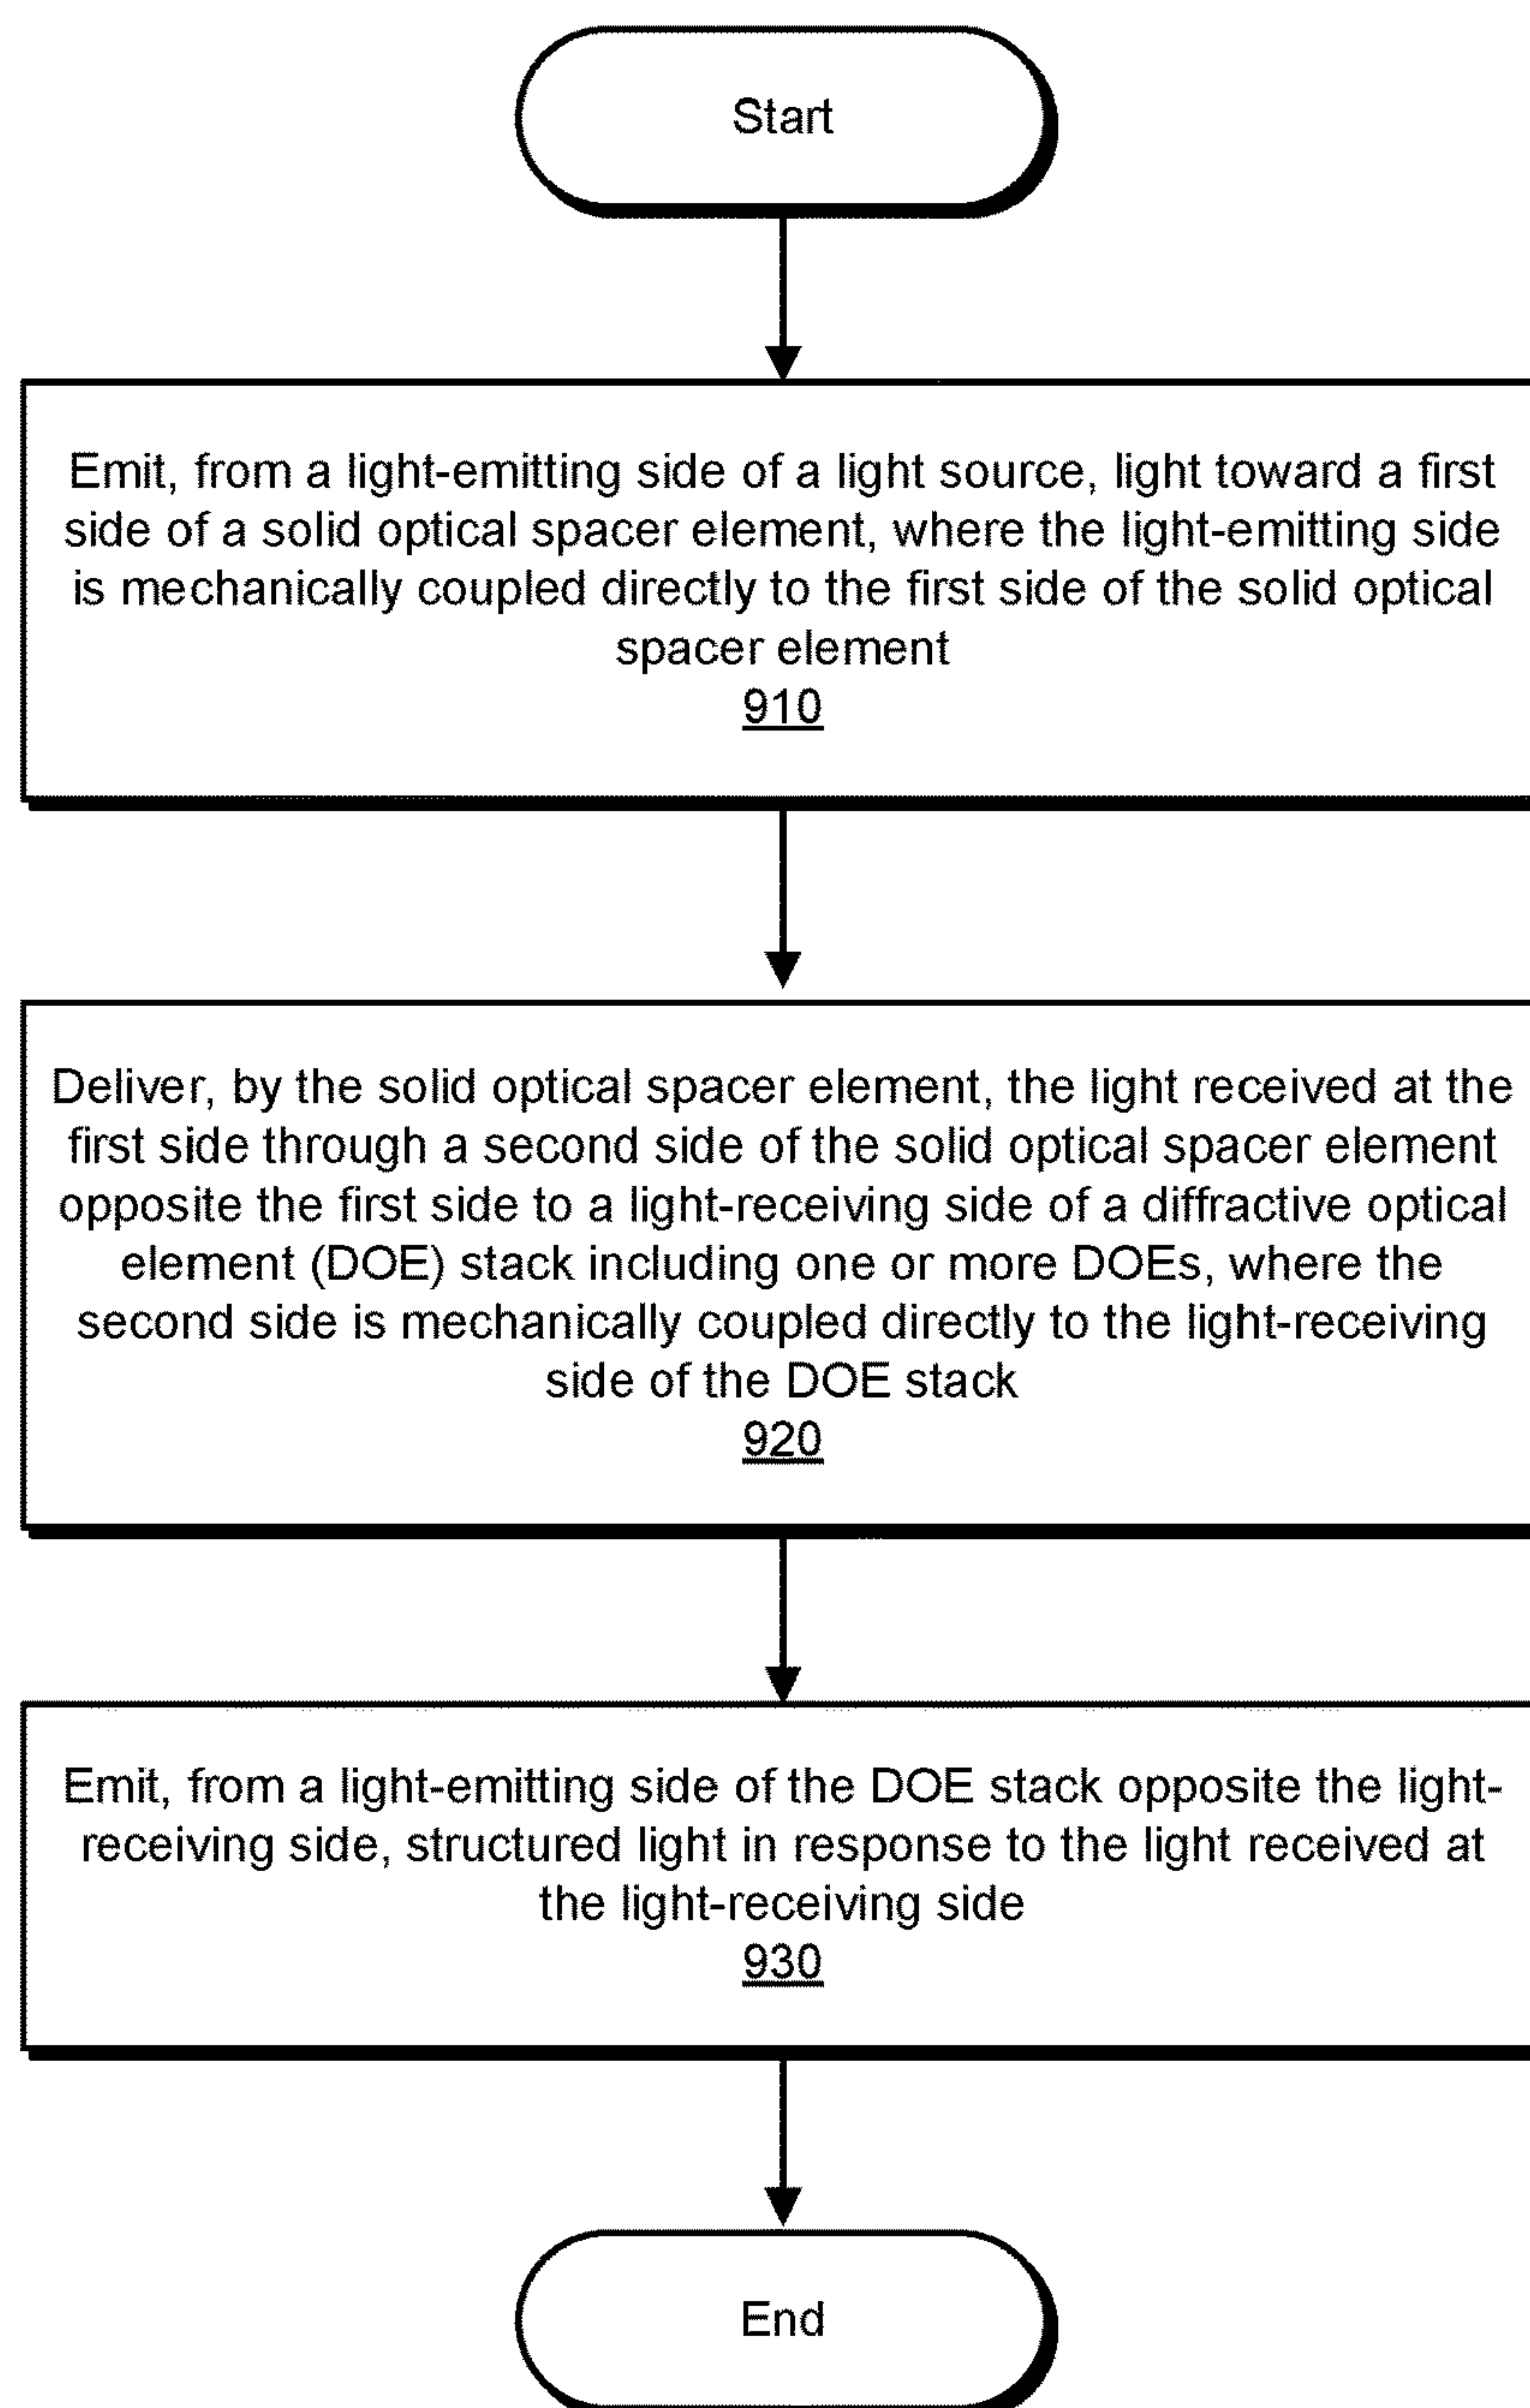 Start
Emit, from a light-emitting side of a light source, light toward a first
side of a solid optical spacer element, where the light-emitting side
is mechanically coupled directly to the first side of the solid optical
spacer element
910
Deliver, by the solid optical spacer element, the light received at the
first side through a second side of the solid optical spacer element
opposite the first side to a light-receiving side of a diffractive optical
element (DOE) stack including one or more DOEs, where the
second side is mechanically coupled directly to the light-receiving
side of the DOE stack
920
Emit, from a light-emitting side of the DOE stack opposite the light-
receiving side, structured light in response to the light received at
the light-receiving side
930
End